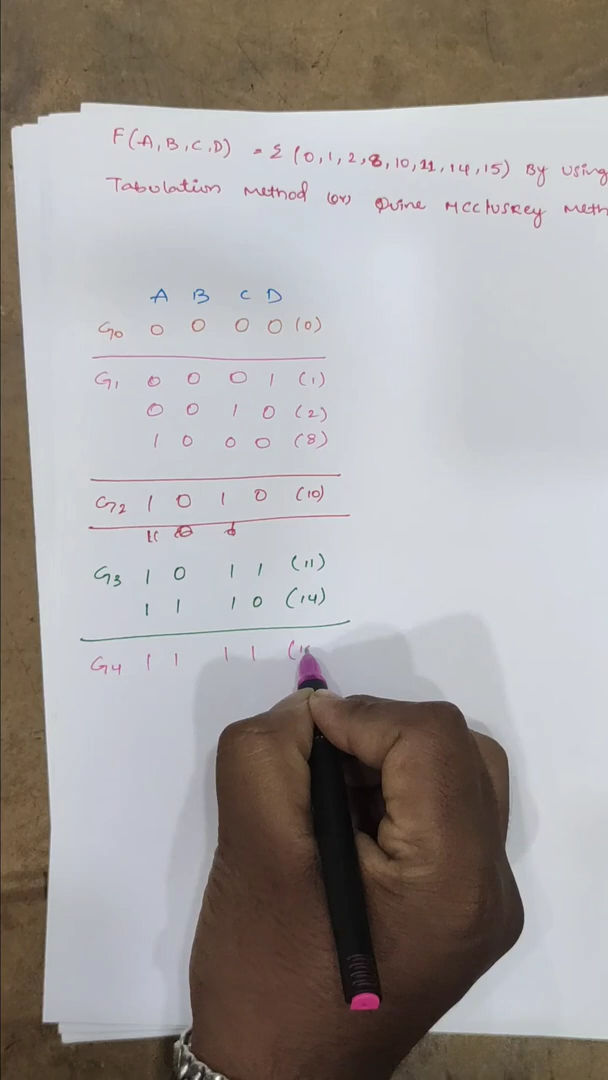 F(A,B,C,D) = Σ (0,1,2,8,10,11,14,15) By using
Tabulation Method (or) Quine MCCluskey Meth
A B C D
G0 0 0 0 0 (0)
G1 0 0 0 1 (1)
0 0 1 0 (2)
1 0 0 0 (8)
G2 1 0 1 0 (10)
G3 1 0 1 1 (11)
1 1 1 0 (14)
G4 1 1 1 1 (1